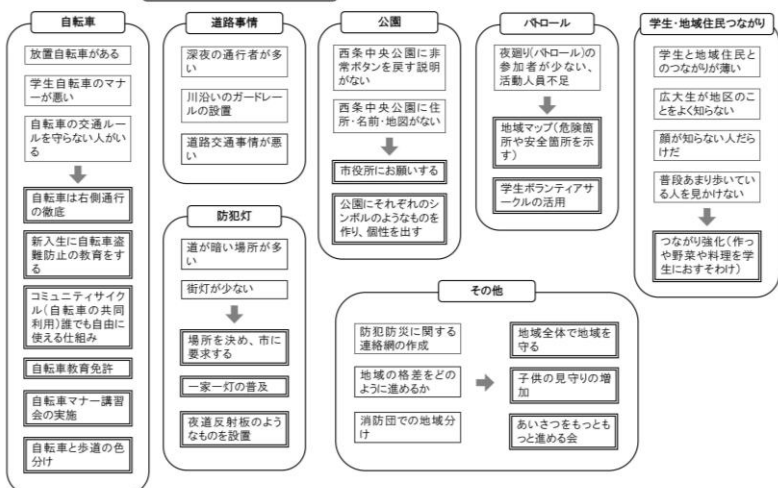 自転車
放置自転車がある
学生自転車のマナ
ーが悪い
自転車の交通ルー
ルを守らない人がい
る
自転車は右側通行
の徹底
新入生に自転車盗
難防止の教育をす
る
コミュニティサイク
ル(自転車の共同
利用)誰でも自由に
使える仕組み
自転車教育免許
自転車マナー講習
会の実施
自転車と歩道の色
分け
道路事情
深夜の通行者が
多い
川沿いのガードレー
ルの設置
道路交通事情が悪
い
防犯灯
道が暗い場所が
多い
街灯が少ない
場所を決め、市に
要求する
一家一灯の普及
夜道反射板のよう
なものを設置
公園
西条中央公園に非
常ボタンを戻す説明
がない
西条中央公園に住
所・名前・地図がない
市役所にお願いする
公園にそれぞれのシ
ンボルのようなものを
作り、個性を出す
パトロール
夜廻り(パトロール)の
参加者が少ない、
活動人員不足
地域マップ(危険箇
所や安全箇所を示
す)
学生ボランティアサ
ークルの活用
学生・地域住民つながり
学生と地域住民と
のつながりが薄い
広大生が地区のこ
とをよく知らない
顔が知らない人だら
けだ
普段あまり歩いてい
る人を見かけない
つながり強化(作っ
や野菜や料理を学
生におすそわけ)
その他
防犯防災に関する
連絡網の作成
地域の格差をどの
ように進めるか
消防団での地域分
け
地域全体で地域を
守る
子供の見守りの増
加
あいさつをもっとも
っと進める会